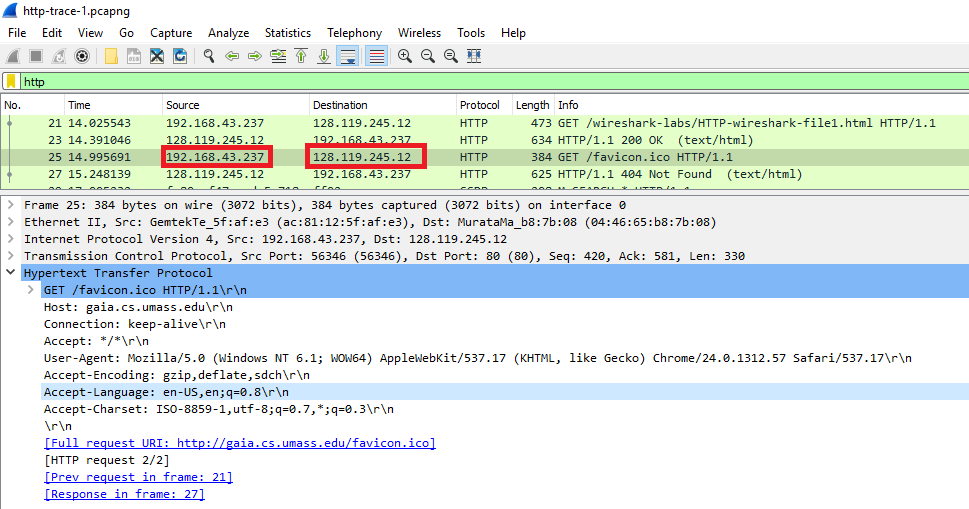 http-trace-1.pcapng
File Edit View Go Capture Analyze Statistics Telephony Wireless Tools Help
http
No. Time Source Destination Protocol Length Info
21 14.025543 192.168.43.237 128.119.245.12 HTTP 473 GET /wireshark-labs/HTTP-wireshark-file1.html HTTP/1.1
23 14.391046 128.119.245.12 192.168.43.237 HTTP 634 HTTP/1.1 200 OK (text/html)
25 14.995691 192.168.43.237 128.119.245.12 HTTP 384 GET /favicon.ico HTTP/1.1
27 15.248139 128.119.245.12 192.168.43.237 HTTP 625 HTTP/1.1 404 Not Found (text/html)
Frame 25: 384 bytes on wire (3072 bits), 384 bytes captured (3072 bits) on interface 0
Ethernet II, Src: GemtekTe_5f:af:e3 (ac:81:12:5f:af:e3), Dst: MurataMa_b8:7b:08 (04:46:65:b8:7b:08)
Internet Protocol Version 4, Src: 192.168.43.237, Dst: 128.119.245.12
Transmission Control Protocol, Src Port: 56346 (56346), Dst Port: 80 (80), Seq: 420, Ack: 581, Len: 330
Hypertext Transfer Protocol
GET /favicon.ico HTTP/1.1\r\n
Host: gaia.cs.umass.edu\r\n
Connection: keep-alive\r\n
Accept: */*\r\n
User-Agent: Mozilla/5.0 (Windows NT 6.1; WOW64) AppleWebKit/537.17 (KHTML, like Gecko) Chrome/24.0.1312.57 Safari/537.17\r\n
Accept-Encoding: gzip,deflate,sdch\r\n
Accept-Language: en-US,en;q=0.8\r\n
Accept-Charset: ISO-8859-1,utf-8;q=0.7,*;q=0.3\r\n
\r\n
[Full request URI: http://gaia.cs.umass.edu/favicon.ico]
[HTTP request 2/2]
[Prev request in frame: 21]
[Response in frame: 27]